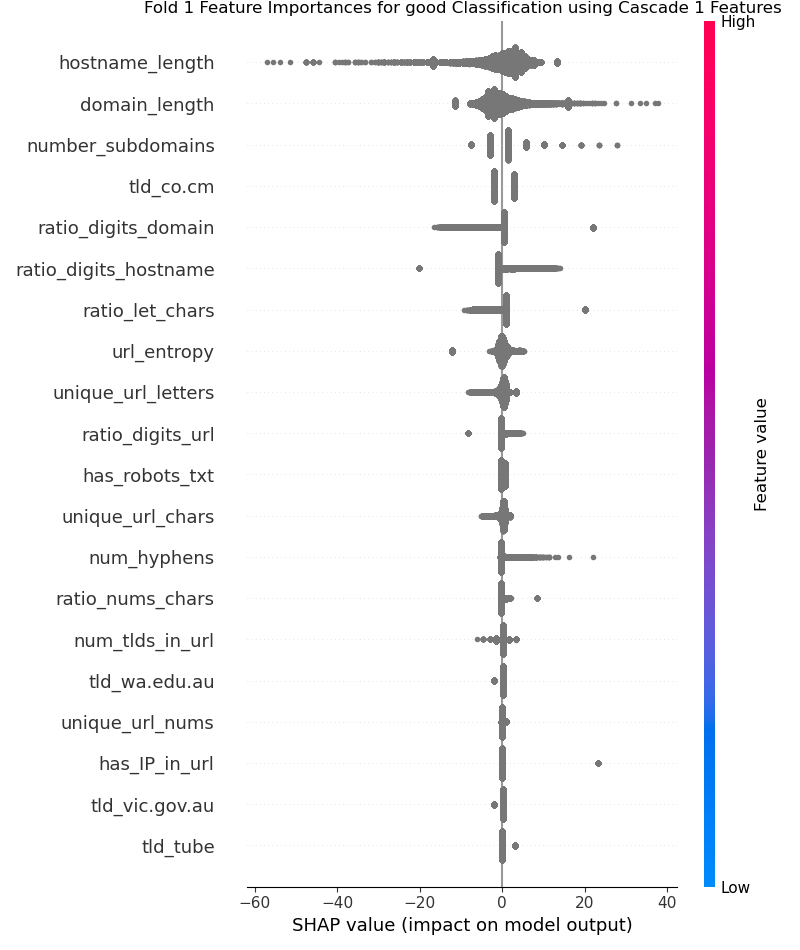 Fold 1 Feature Importances for good Classification using Cascade 1 Features
High
hostname_length
domain_length
number_subdomains
tld_co.cm
ratio_digits_domain
ratio_digits_hostname
ratio_let_chars
url_entropy
unique_url_letters
ratio_digits_url
has_robots_txt
unique_url_chars
num_hyphens
ratio_nums_chars
num_tlds_in_url
tld_wa.edu.au
unique_url_nums
has_IP_in_url
tld_vic.gov.au
tld_tube
Feature value
Low
−60 −40 −20 0 20 40
SHAP value (impact on model output)